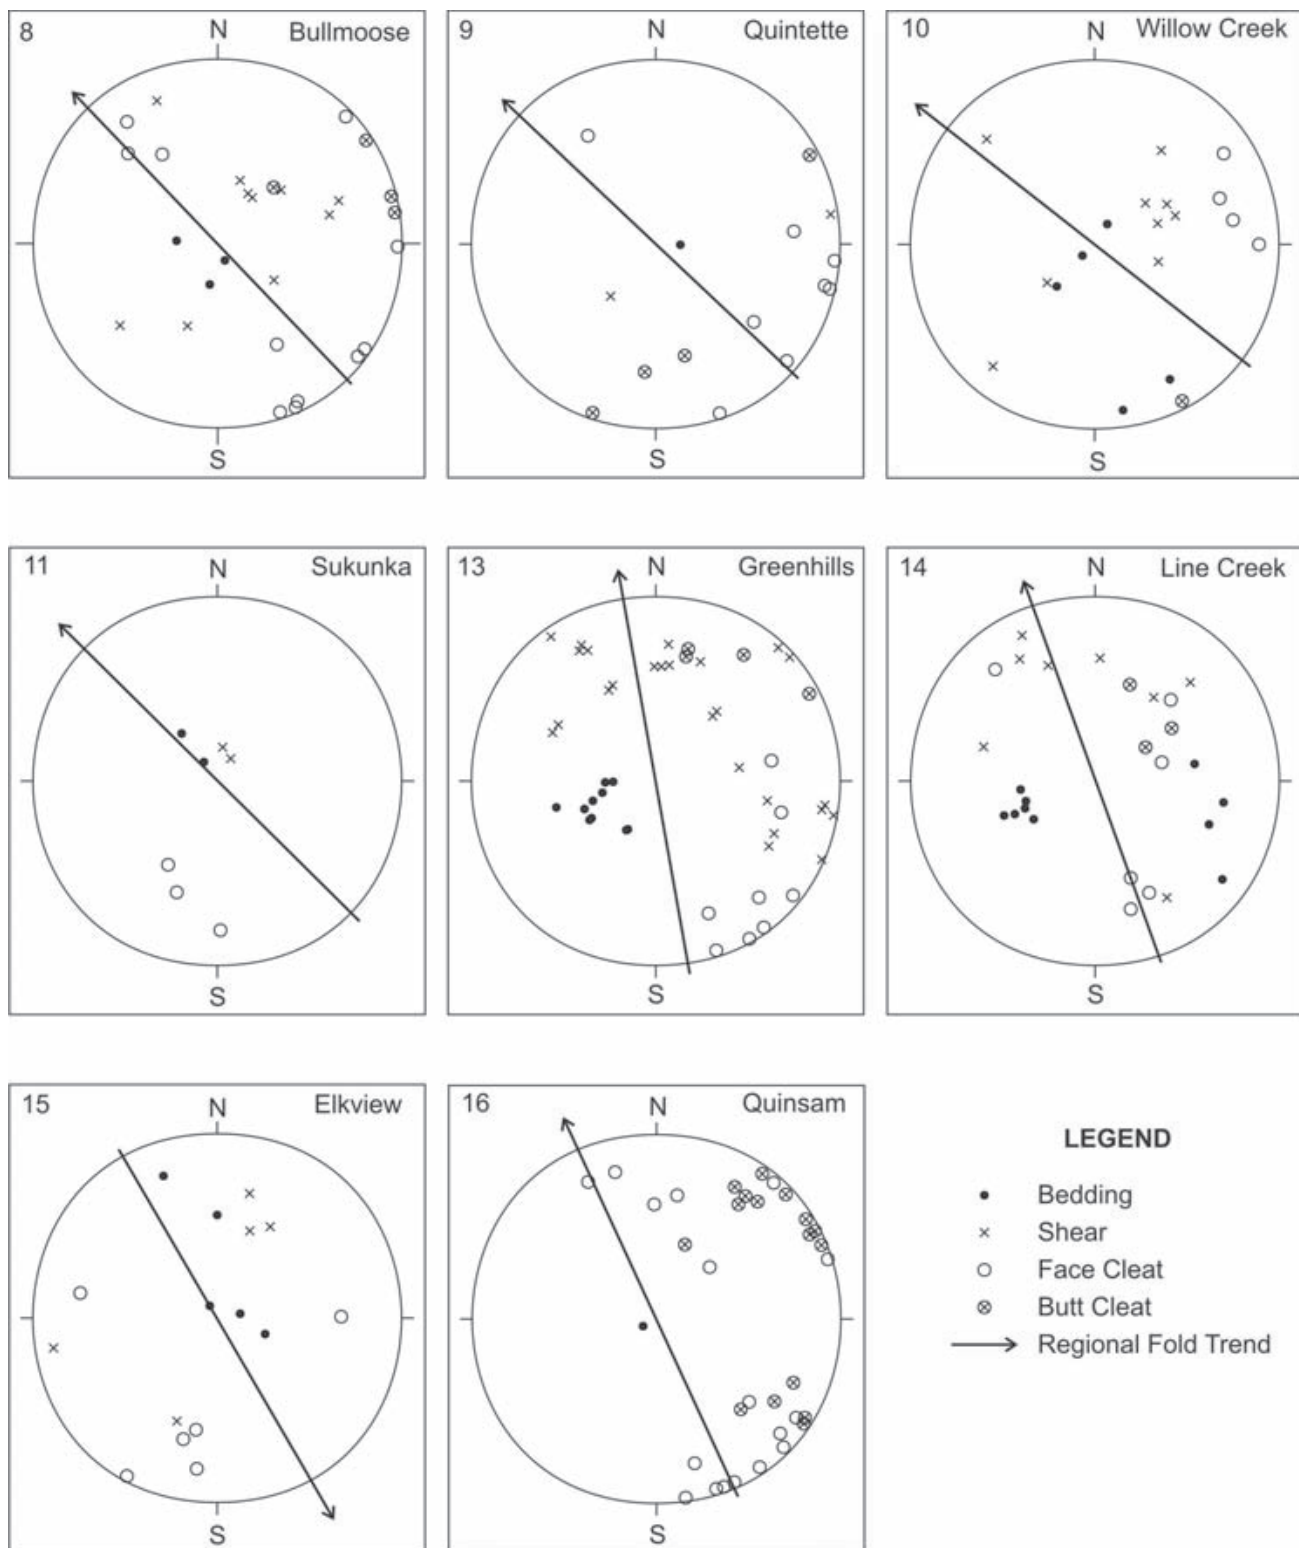 8 N Bullmoose
S
9 N Quintette
S
10 N Willow Creek
S
11 N Sukunka
S
13 N Greenhills
S
14 N Line Creek
S
15 N Elkview
S
16 N Quinsam
S
LEGEND
Bedding
Shear
Face Cleat
Butt Cleat
Regional Fold Trend